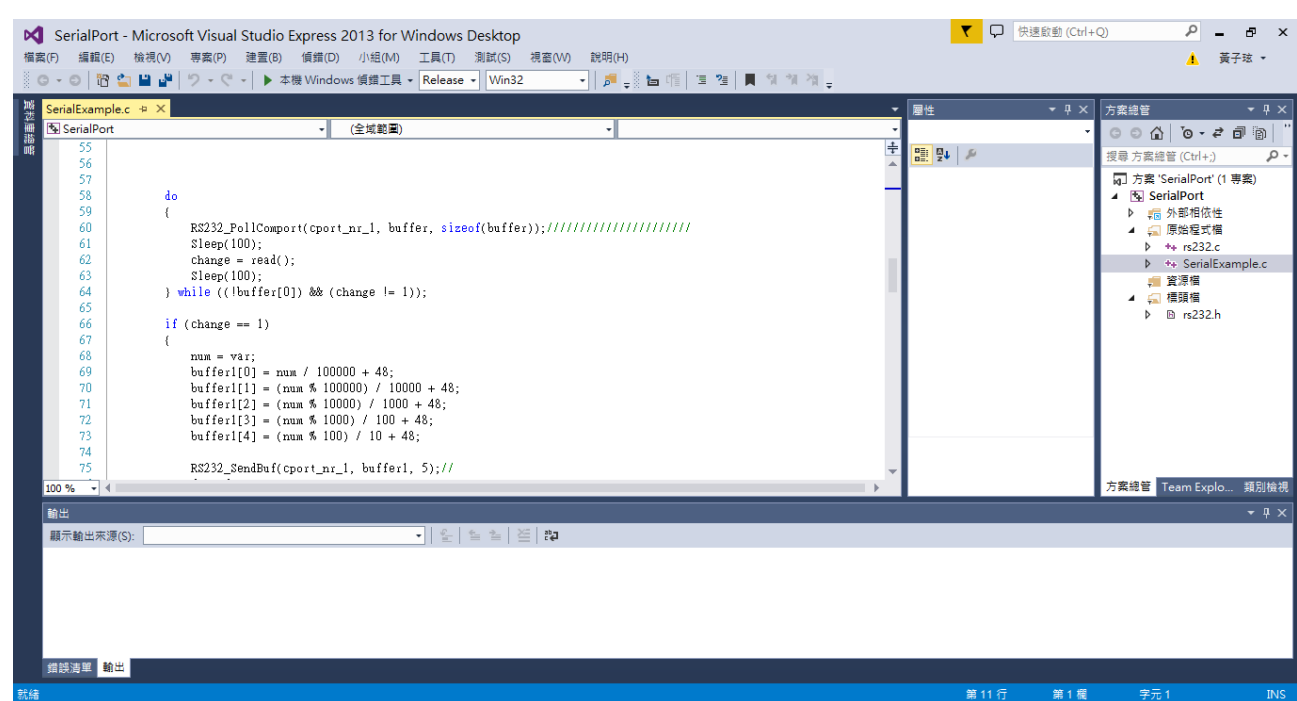 SerialPort - Microsoft Visual Studio Express 2013 for Windows Desktop
快速啟動 (Ctrl+Q)
檔案(F) 編輯(E) 檢視(V) 專案(P) 建置(B) 偵錯(D) 小組(M) 工具(T) 測試(S) 視窗(W) 說明(H)
黃子玹
本機 Windows 偵錯工具 Release Win32
SerialExample.c
SerialPort (全域範圍)
55
56
57
58 do
59 {
60 RS232_PollComport(cport_nr_1, buffer, sizeof(buffer));//////////////////////
61 Sleep(100);
62 change = read();
63 Sleep(100);
64 } while ((!buffer[0]) && (change != 1));
65
66 if (change == 1)
67 {
68 num = var;
69 buffer1[0] = num / 100000 + 48;
70 buffer1[1] = (num % 100000) / 10000 + 48;
71 buffer1[2] = (num % 10000) / 1000 + 48;
72 buffer1[3] = (num % 1000) / 100 + 48;
73 buffer1[4] = (num % 100) / 10 + 48;
74
75 RS232_SendBuf(cport_nr_1, buffer1, 5);//
100 %
屬性
方案總管
搜尋方案總管 (Ctrl+;)
方案 'SerialPort' (1 專案)
SerialPort
外部相依性
原始程式檔
rs232.c
SerialExample.c
資源檔
標頭檔
rs232.h
方案總管 Team Explo... 類別檢視
輸出
顯示輸出來源(S):
錯誤清單 輸出
就緒 第 11 行 第 1 欄 字元 1 INS